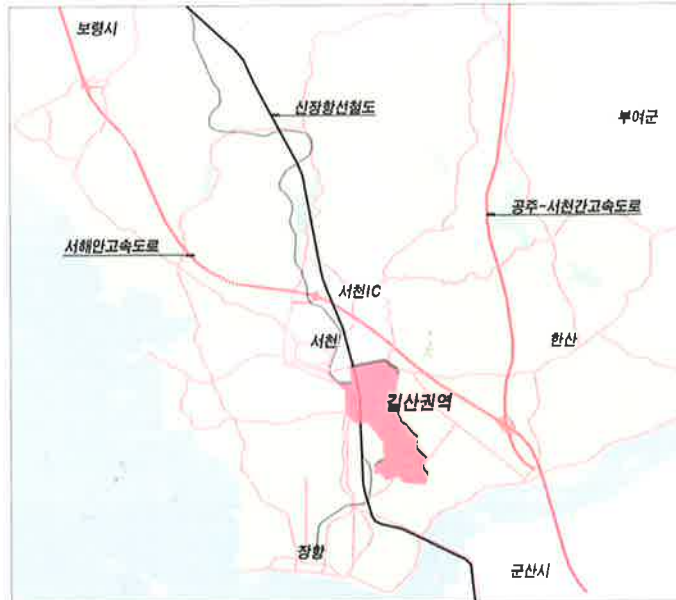 보령시
신장항선철도
부여군
공주-서천간고속도로
서해안고속도로
서천IC
서천
한산
길산권역
장항
군산시